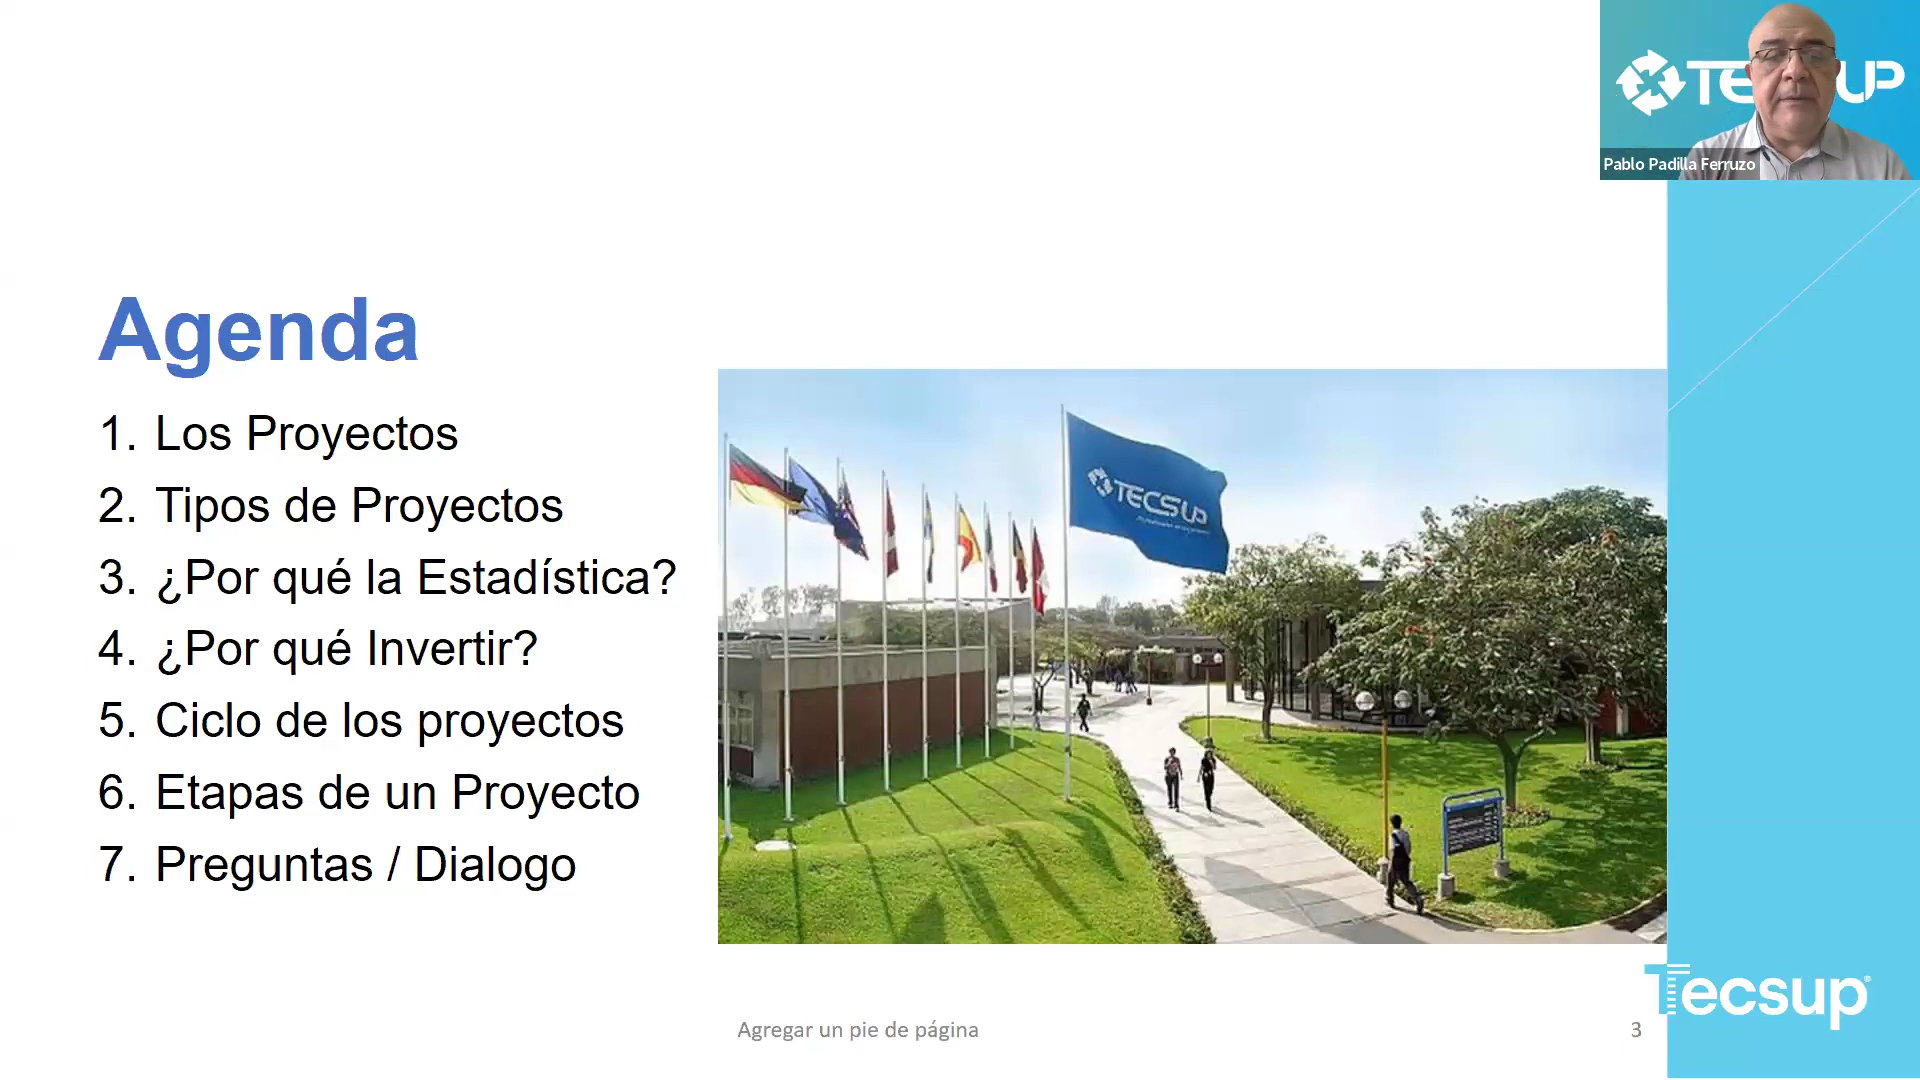 TE UP
Pablo Padilla Ferruzo
Agenda
1. Los Proyectos
2. Tipos de Proyectos
3. ¿Por qué la Estadística?
4. ¿Por qué Invertir?
5. Ciclo de los proyectos
6. Etapas de un Proyecto
7. Preguntas / Dialogo
TECSUP
Agregar un pie de página
3
Tecsup®